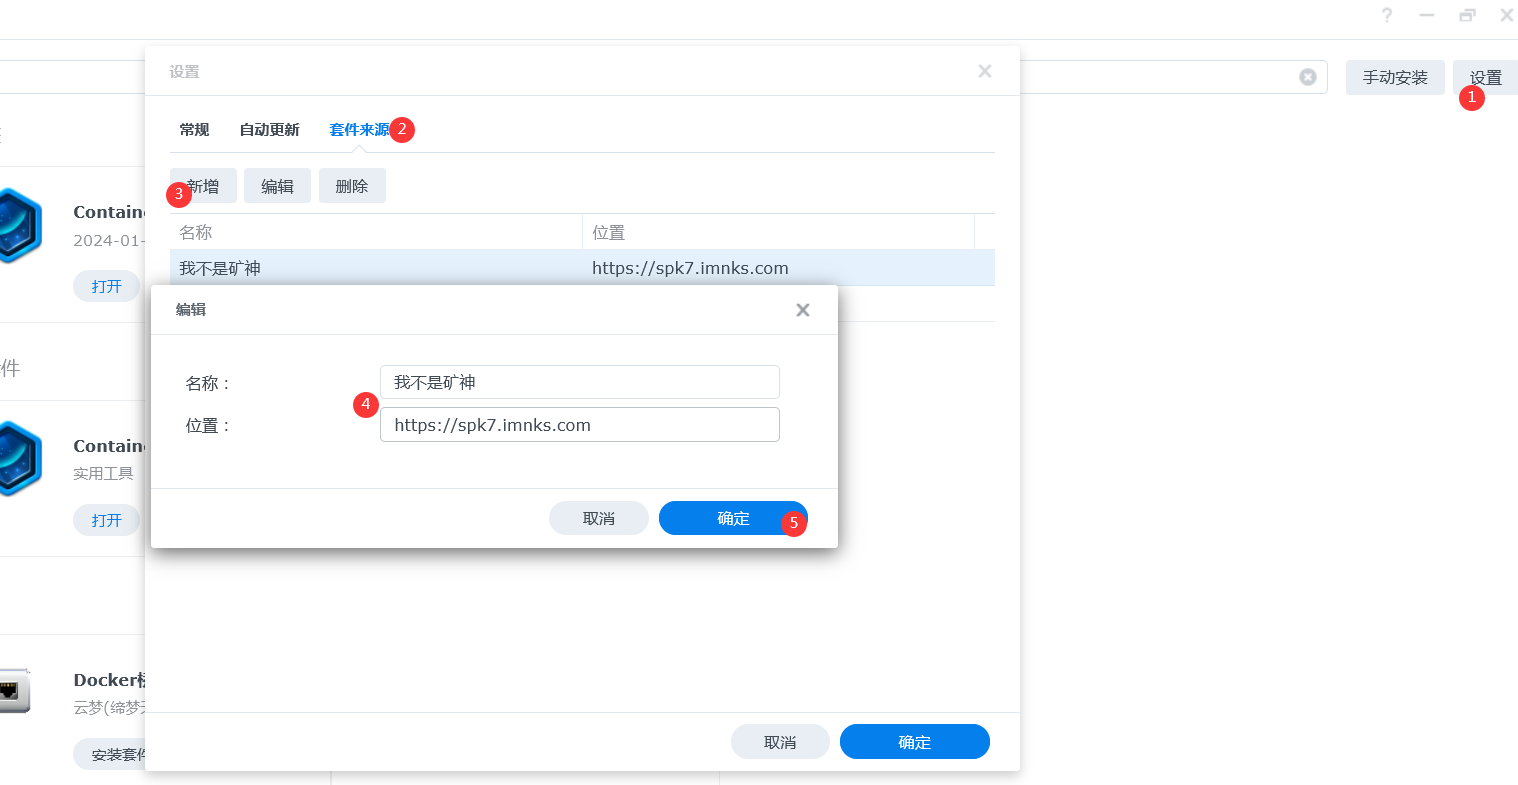 ?
设置
手动安装
设置
1
常规 自动更新 套件来源 2
3 新增 编辑 删除
名称 位置
我不是矿神 https://spk7.imnks.com
编辑
名称：
我不是矿神
4
位置：
https://spk7.imnks.com
取消 确定 5
取消 确定
2024-01-
打开
件
实用工具
打开
Docker
云梦(缔梦
安装套件